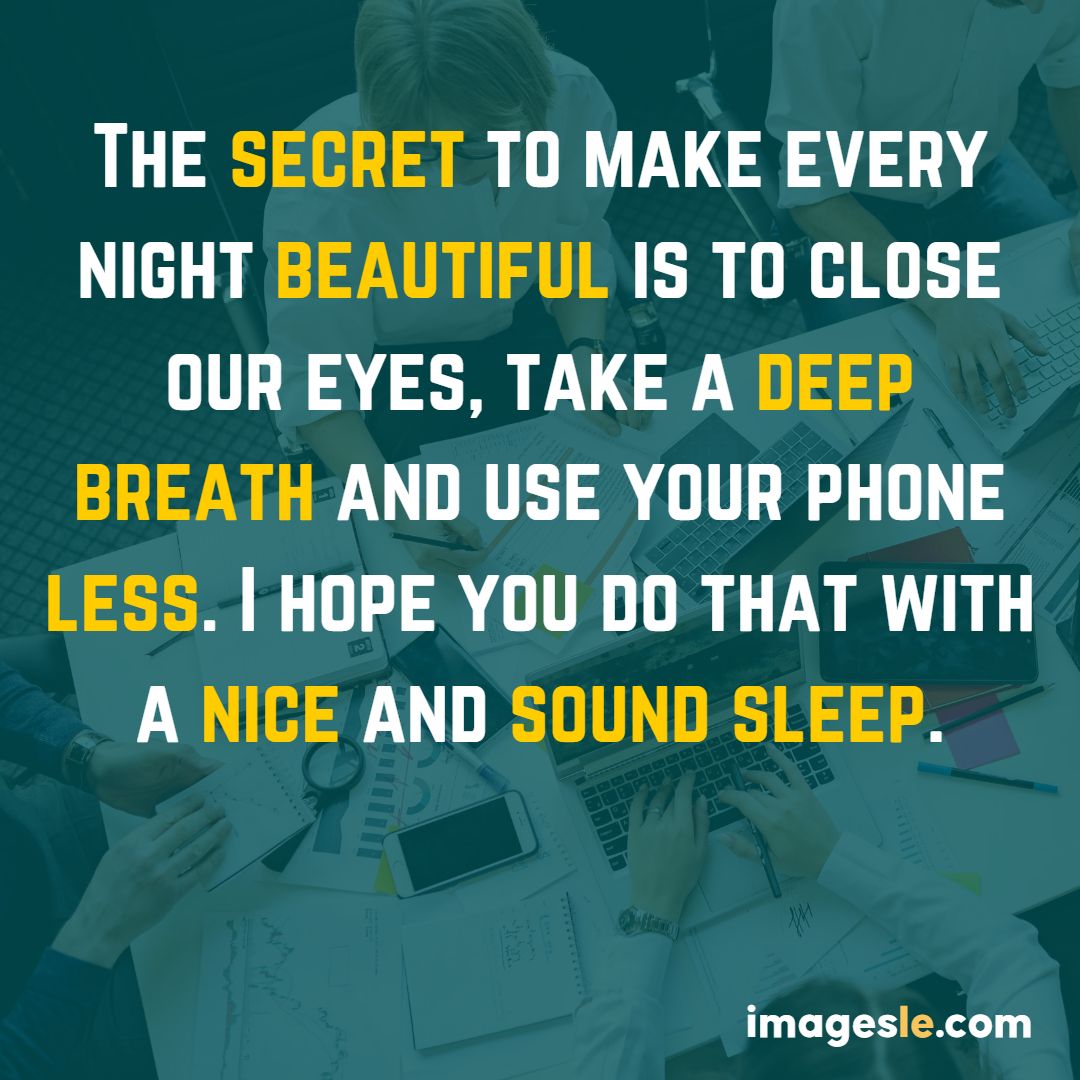 The secret to make every
night beautiful is to close
our eyes, take a deep
breath and use your phone
less. I hope you do that with
a nice and sound sleep.
imagesle.com